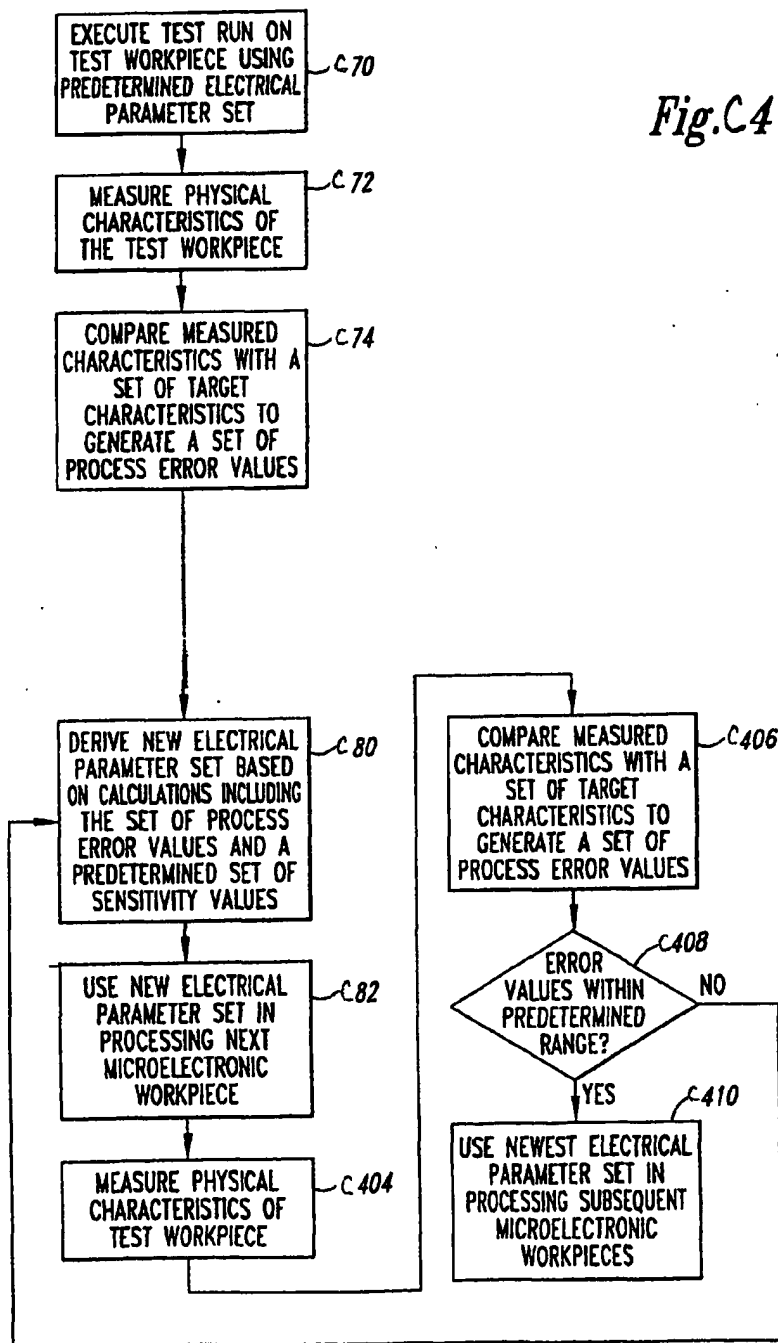 EXECUTE TEST RUN ON
TEST WORKPIECE USING
PREDETERMINED ELECTRICAL
PARAMETER SET
C70
Fig.C4
MEASURE PHYSICAL
CHARACTERISTICS OF
THE TEST WORKPIECE
C72
COMPARE MEASURED
CHARACTERISTICS WITH A
SET OF TARGET
CHARACTERISTICS TO
GENERATE A SET OF
PROCESS ERROR VALUES
C74
DERIVE NEW ELECTRICAL
PARAMETER SET BASED
ON CALCULATIONS INCLUDING
THE SET OF PROCESS
ERROR VALUES AND A
PREDETERMINED SET OF
SENSITIVITY VALUES
C80
USE NEW ELECTRICAL
PARAMETER SET IN
PROCESSING NEXT
MICROELECTRONIC
WORKPIECE
C82
MEASURE PHYSICAL
CHARACTERISTICS OF
TEST WORKPIECE
C404
COMPARE MEASURED
CHARACTERISTICS WITH A
SET OF TARGET
CHARACTERISTICS TO
GENERATE A SET OF
PROCESS ERROR VALUES
C406
ERROR
VALUES WITHIN
PREDETERMINED
RANGE?
C408
NO
YES
USE NEWEST ELECTRICAL
PARAMETER SET IN
PROCESSING SUBSEQUENT
MICROELECTRONIC
WORKPIECES
C410